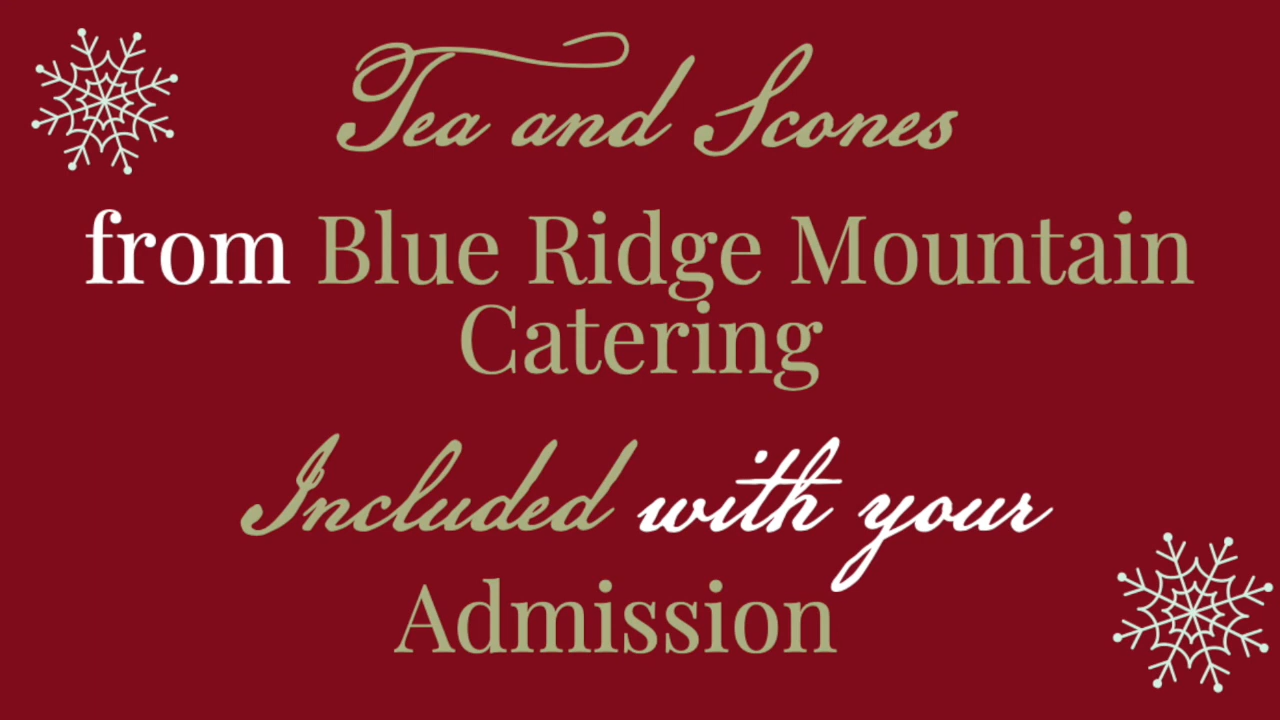 Tea and Scones
from Blue Ridge Mountain
Catering
Included with your
Admission